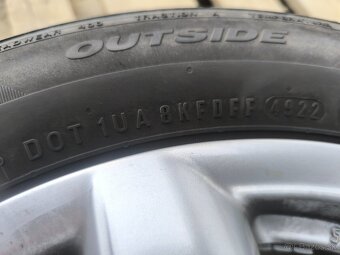 TREADWEAR 400 TRACTION A TEMPERATURE
OUTSIDE
DOT 1UA 8KFDFF 4922